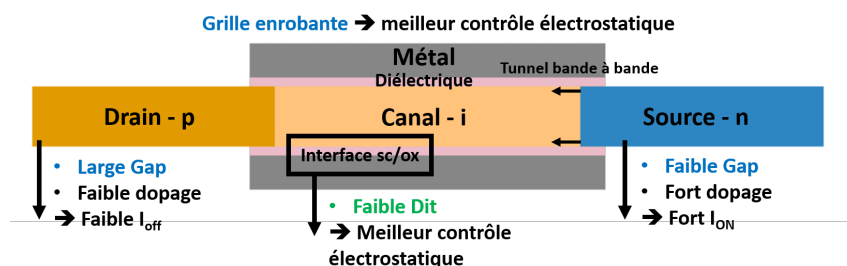 Grille enrobante → meilleur contrôle électrostatique
Métal
Diélectrique
Tunnel bande à bande
Drain - p
Canal - i
Source - n
Interface sc/ox
• Large Gap
• Faible dopage
→ Faible Ioff
• Faible Dit
→ Meilleur contrôle
électrostatique
• Faible Gap
• Fort dopage
→ Fort ION